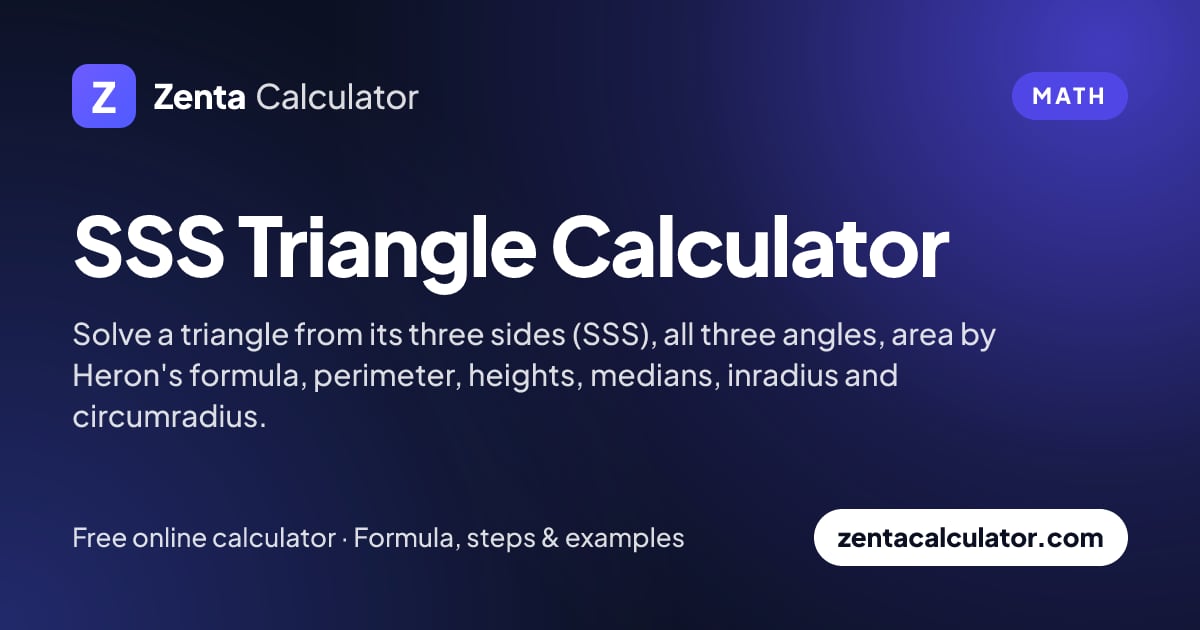 Z Zenta Calculator
MATH
SSS Triangle Calculator
Solve a triangle from its three sides (SSS), all three angles, area by
Heron's formula, perimeter, heights, medians, inradius and
circumradius.
Free online calculator · Formula, steps & examples
zentacalculator.com